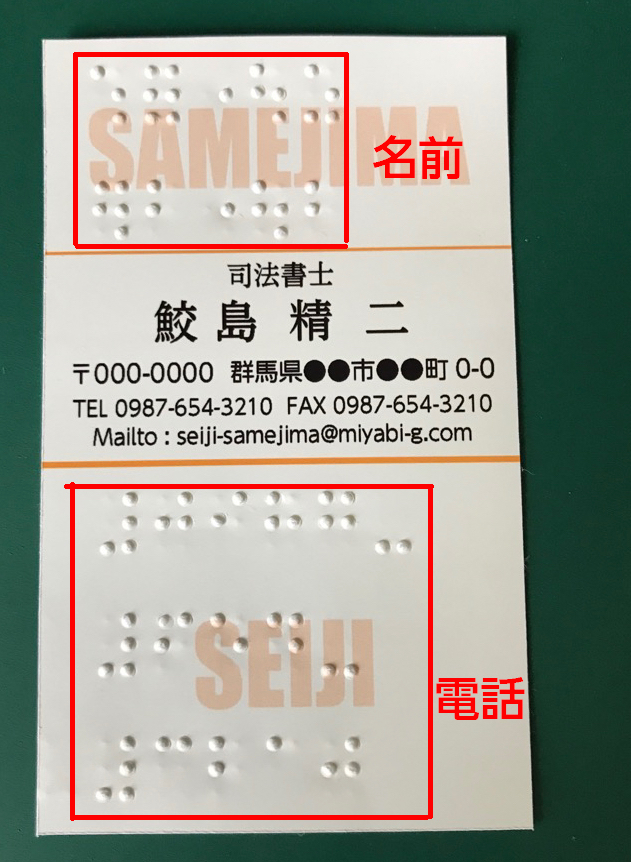 SAMEJIMA
名前
司法書士
鮫島 精二
〒000-0000 群馬県●●市●●町 0-0
TEL 0987-654-3210 FAX 0987-654-3210
Mailto : seiji-samejima@miyabi-g.com
SEIJI
電話